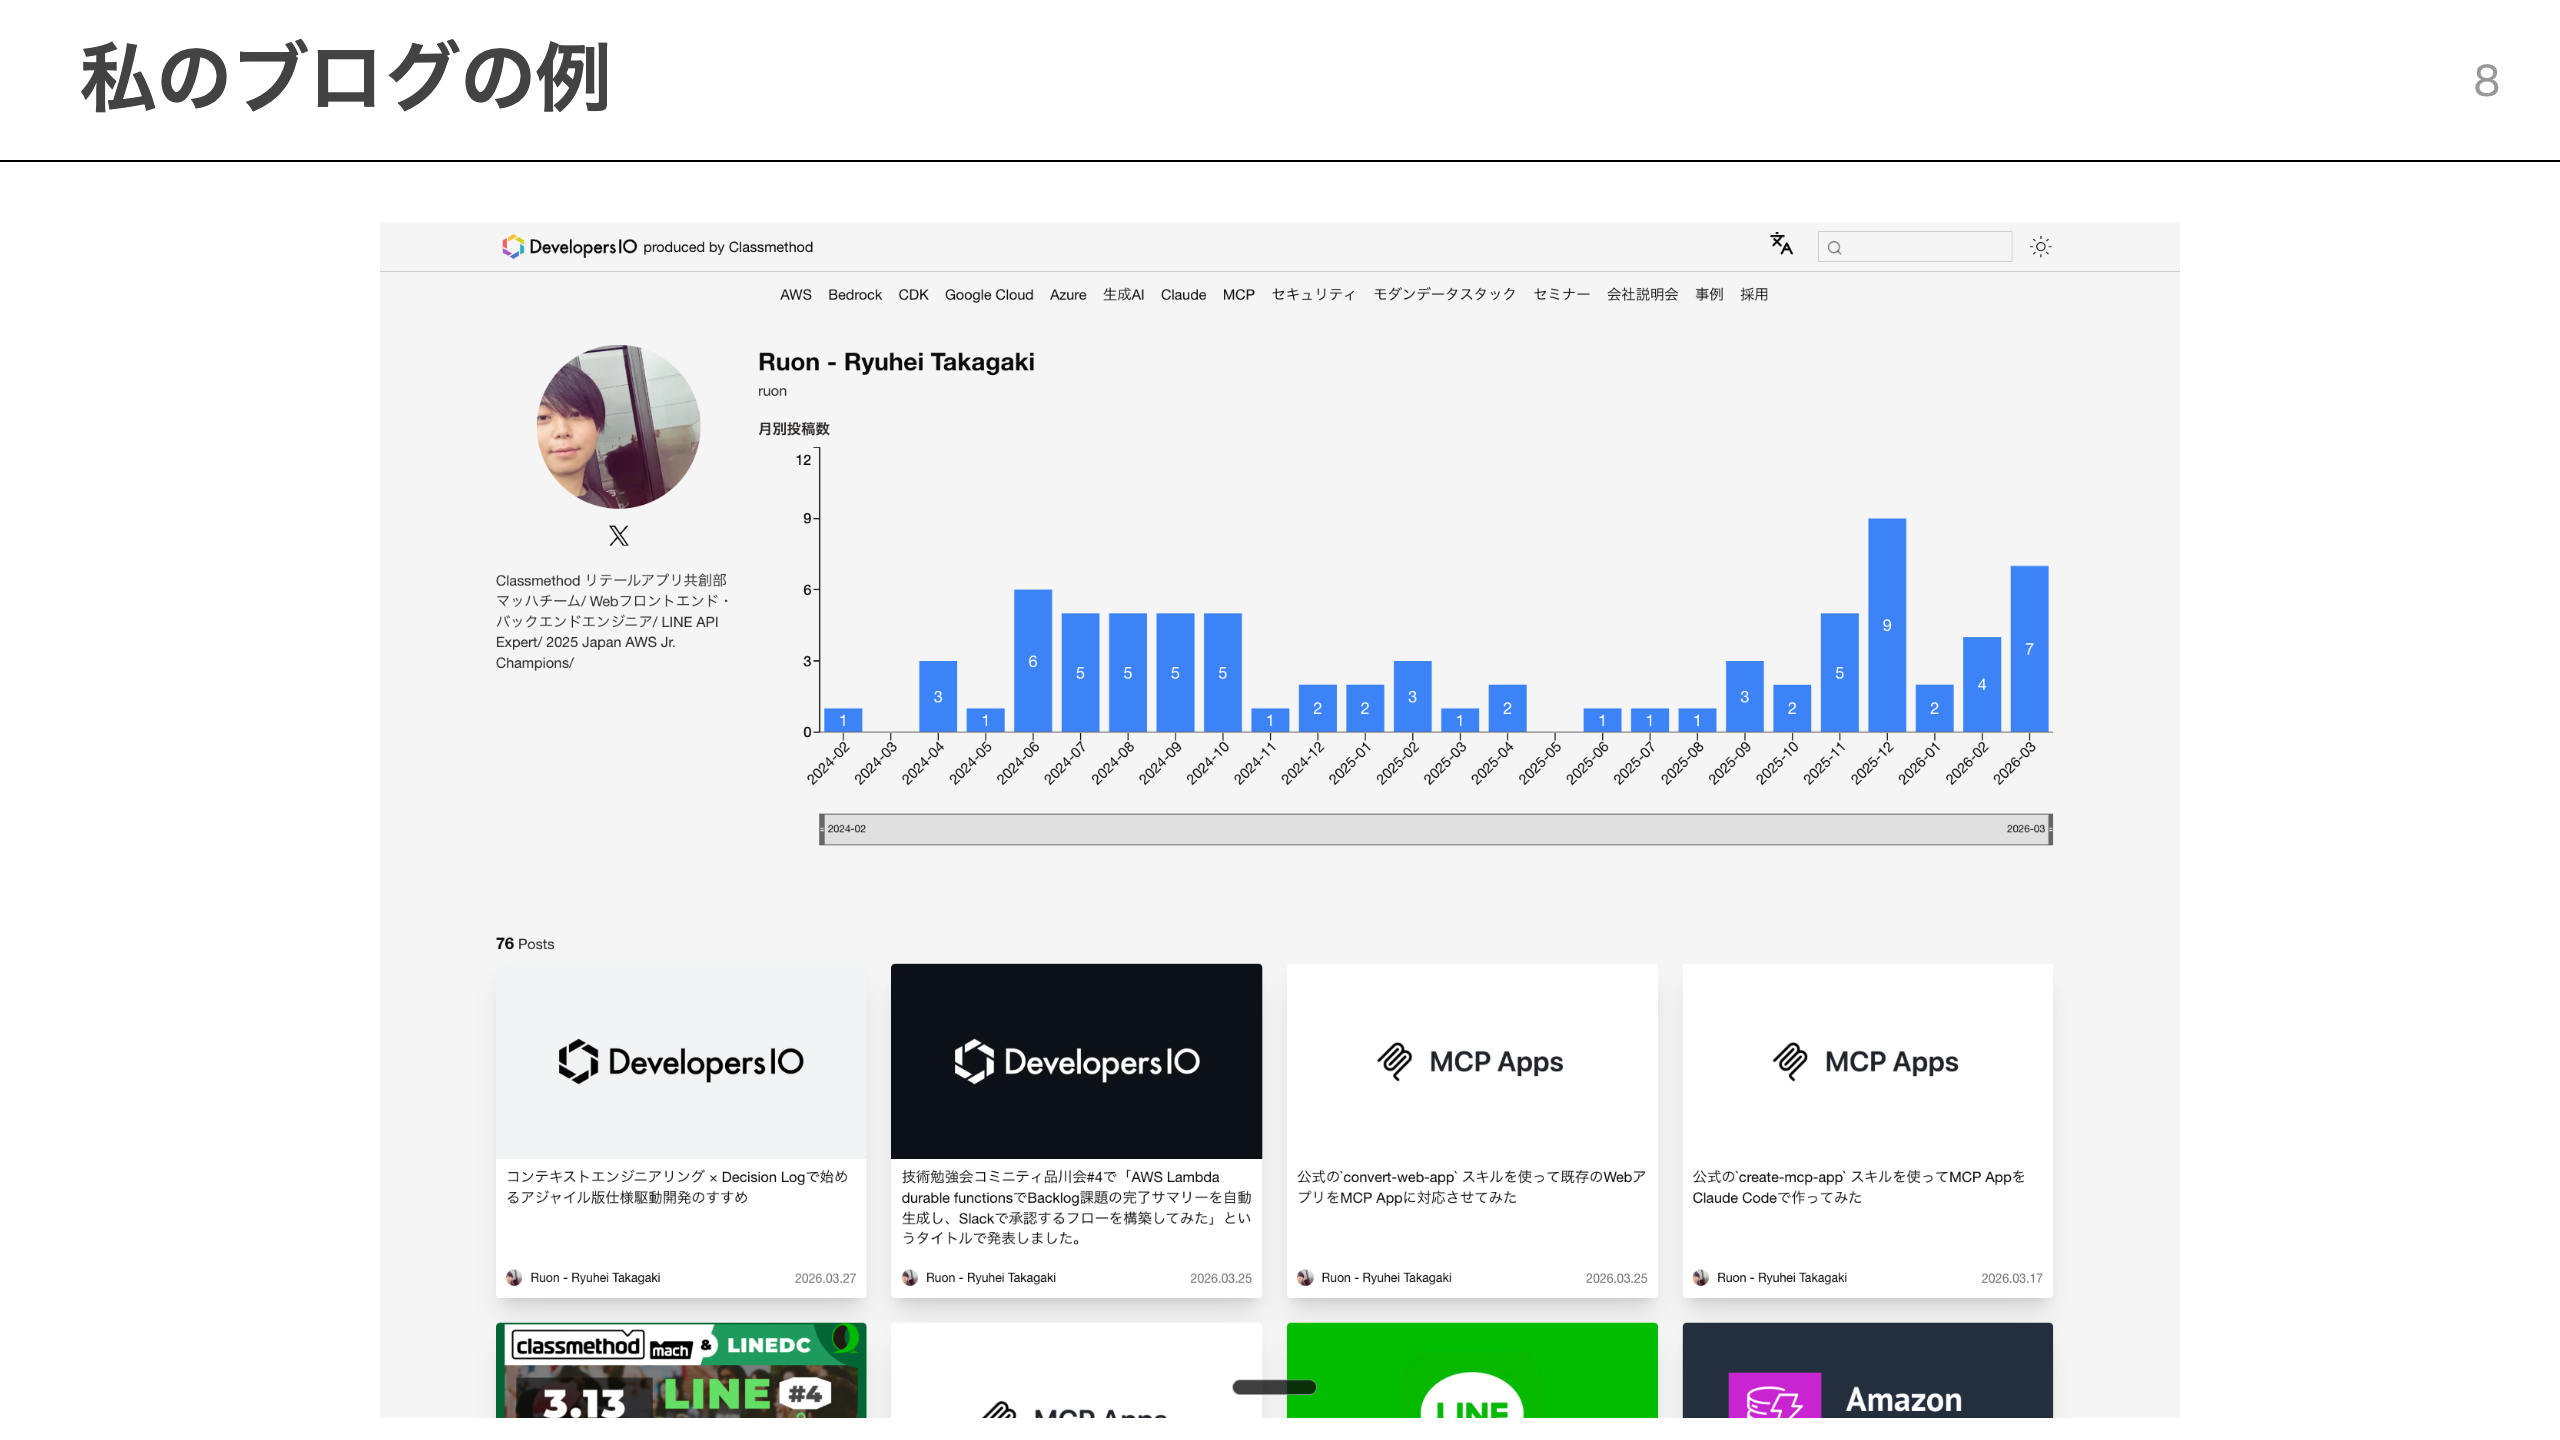 私のブログの例
8
DevelopersIO produced by Classmethod
AWS Bedrock CDK Google Cloud Azure 生成AI Claude MCP セキュリティ モダンデータスタック セミナー 会社説明会 事例 採用
Ruon - Ryuhei Takagaki
ruon
Classmethod リテールアプリ共創部
マッハチーム/ Webフロントエンド・
バックエンドエンジニア/ LINE API
Expert/ 2025 Japan AWS Jr.
Champions/
月別投稿数
12
9
6
3
0
1 3 1 6 5 5 5 5 1 2 2 3 1 2 1 1 1 3 2 5 9 2 4 7
2024-02 2024-03 2024-04 2024-05 2024-06 2024-07 2024-08 2024-09 2024-10 2024-11 2024-12 2025-01 2025-02 2025-03 2025-04 2025-05 2025-06 2025-07 2025-08 2025-09 2025-10 2025-11 2025-12 2026-01 2026-02 2026-03
2024-02 2026-03
76 Posts
DevelopersIO
コンテキストエンジニアリング × Decision Logで始め
るアジャイル版仕様駆動開発のすすめ
Ruon - Ryuhei Takagaki 2026.03.27
DevelopersIO
技術勉強会コミニティ品川会#4で「AWS Lambda
durable functionsでBacklog課題の完了サマリーを自動
生成し、Slackで承認するフローを構築してみた」とい
うタイトルで発表しました。
Ruon - Ryuhei Takagaki 2026.03.25
MCP Apps
公式の`convert-web-app` スキルを使って既存のWebア
プリをMCP Appに対応させてみた
Ruon - Ryuhei Takagaki 2026.03.25
MCP Apps
公式の`create-mcp-app` スキルを使ってMCP Appを
Claude Codeで作ってみた
Ruon - Ryuhei Takagaki 2026.03.17
classmethod mach & LINEDC
3.13 LINE #4
MCP Apps
LINE
Amazon